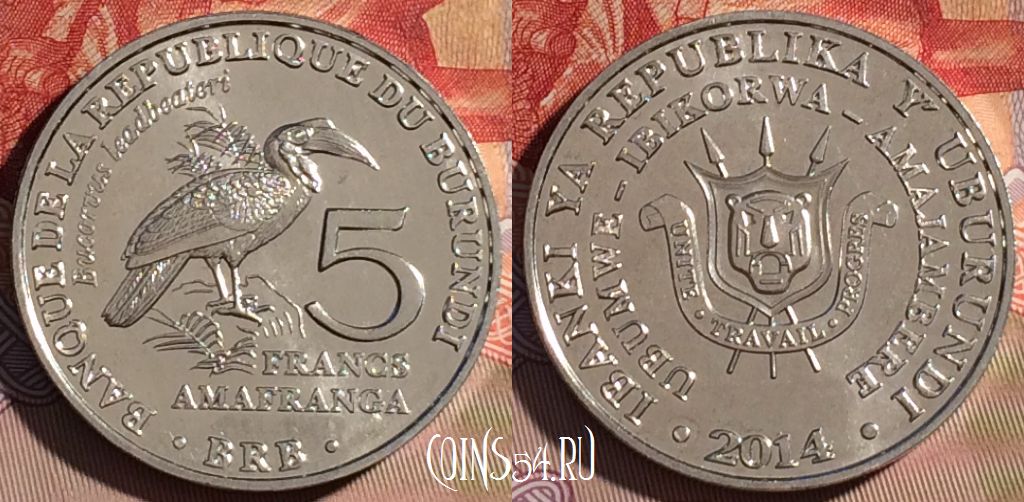 BANQUE DE LA REPUBLIQUE DU BURUNDI
Bucorvus leadbeateri
5
FRANCS
AMAFRANGA
· BRB ·
IBANKI YA REPUBLIKA Y' UBURUNDI
UBUMWE - IBIKORWA - AMAJAMBERE
UNITE · TRAVAIL · PROGRES
· 2014 ·
COINS54.RU